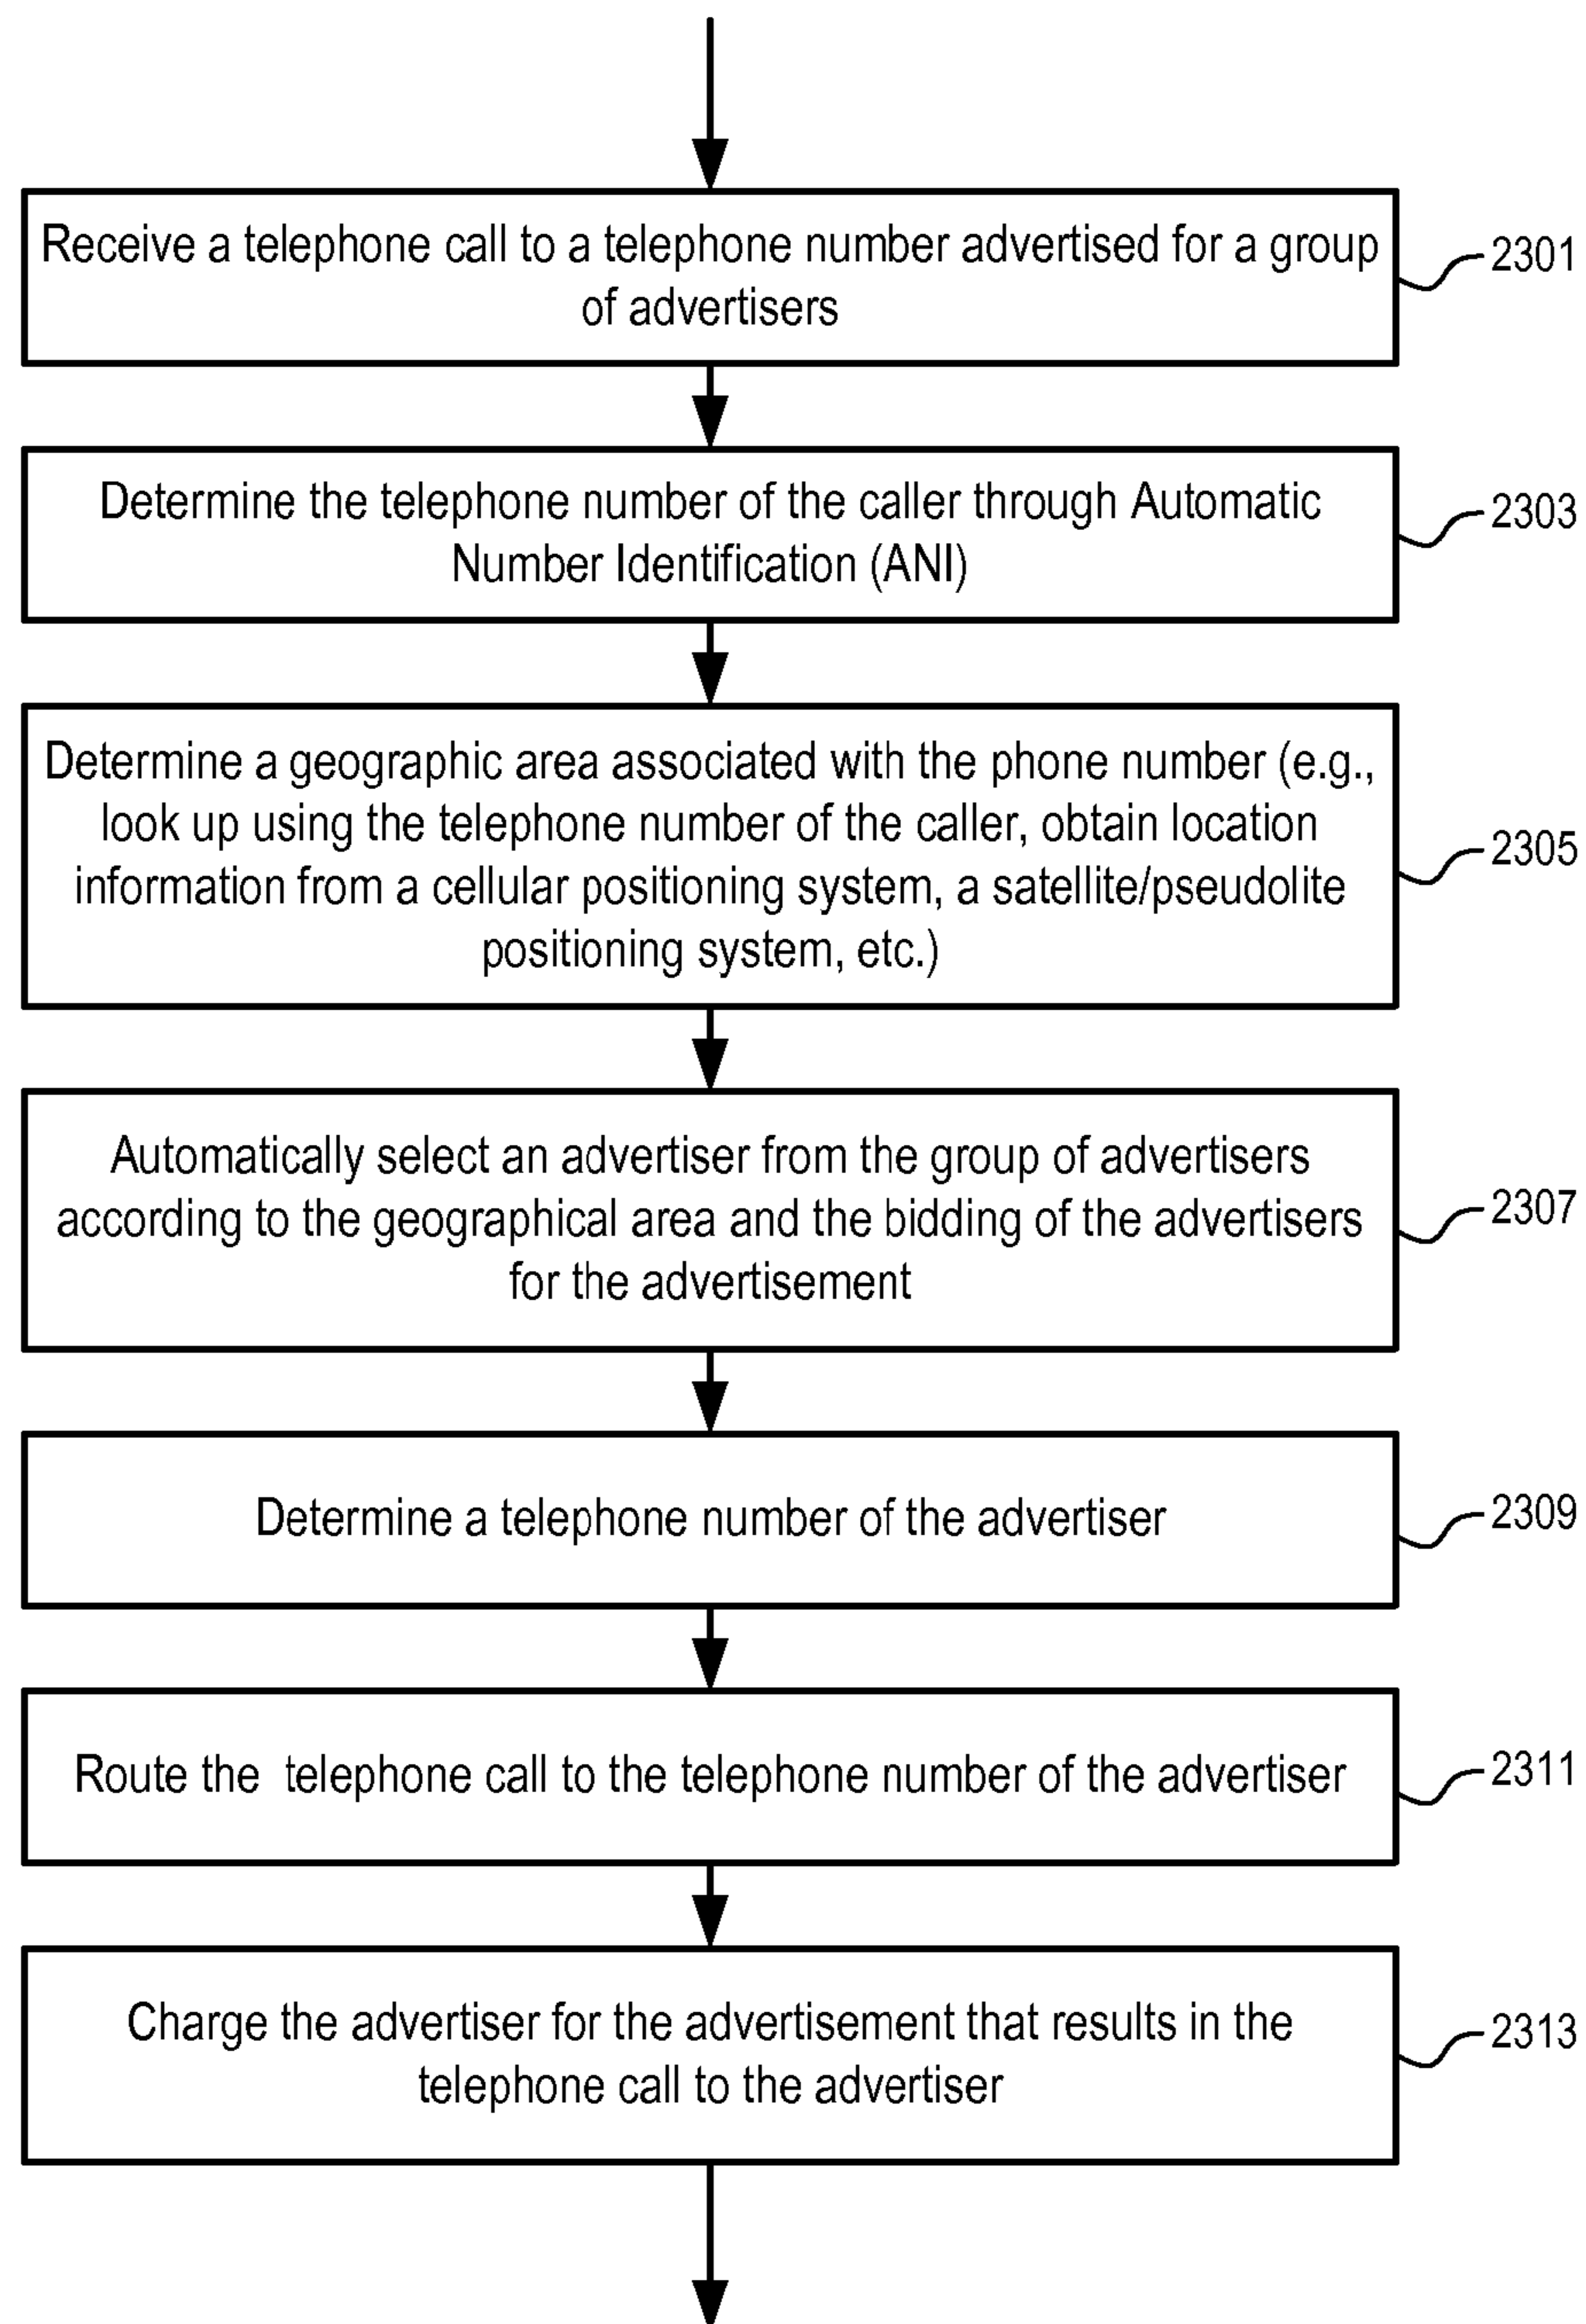 Receive a telephone call to a telephone number advertised for a group
of advertisers
2301
Determine the telephone number of the caller through Automatic
Number Identification (ANI)
2303
Determine a geographic area associated with the phone number (e.g.,
look up using the telephone number of the caller, obtain location
information from a cellular positioning system, a satellite/pseudolite
positioning system, etc.)
2305
Automatically select an advertiser from the group of advertisers
according to the geographical area and the bidding of the advertisers
for the advertisement
2307
Determine a telephone number of the advertiser
2309
Route the telephone call to the telephone number of the advertiser
2311
Charge the advertiser for the advertisement that results in the
telephone call to the advertiser
2313